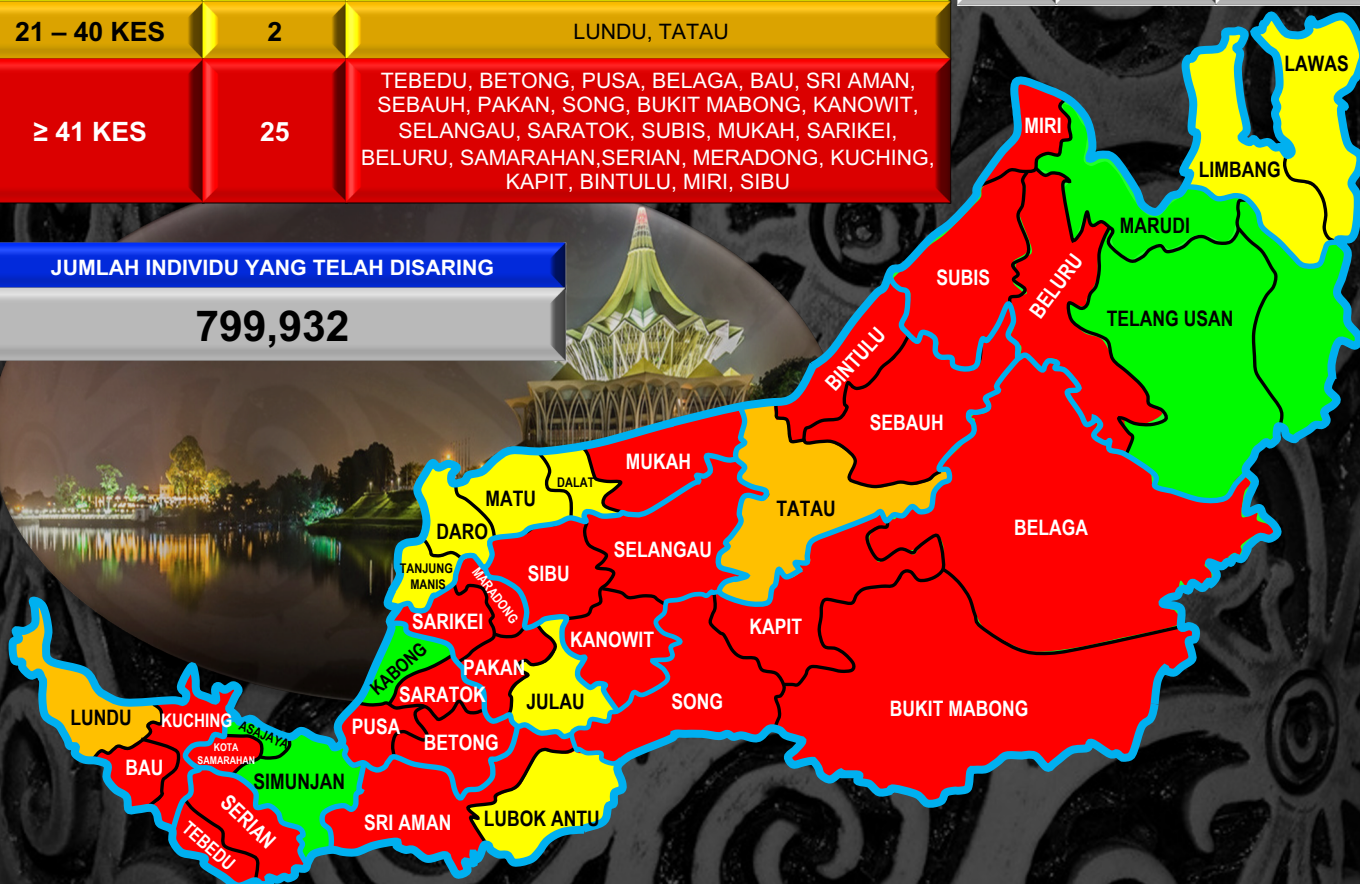 21 – 40 KES
2
LUNDU, TATAU
≥ 41 KES
25
TEBEDU, BETONG, PUSA, BELAGA, BAU, SRI AMAN,
SEBAUH, PAKAN, SONG, BUKIT MABONG, KANOWIT,
SELANGAU, SARATOK, SUBIS, MUKAH, SARIKEI,
BELURU, SAMARAHAN,SERIAN, MERADONG, KUCHING,
KAPIT, BINTULU, MIRI, SIBU
JUMLAH INDIVIDU YANG TELAH DISARING
799,932
LAWAS
MIRI
LIMBANG
MARUDI
SUBIS
BELURU
TELANG USAN
BINTULU
SEBAUH
MUKAH
DALAT
MATU
TATAU
DARO
BELAGA
SELANGAU
TANJUNG
MANIS
SIBU
MARADONG
SARIKEI
KAPIT
KANOWIT
KABONG
PAKAN
SARATOK
JULAU
SONG
BUKIT MABONG
LUNDU
KUCHING
ASAJAYA
PUSA
BETONG
KOTA
SAMARAHAN
BAU
SIMUNJAN
SERIAN
SRI AMAN
LUBOK ANTU
TEBEDU